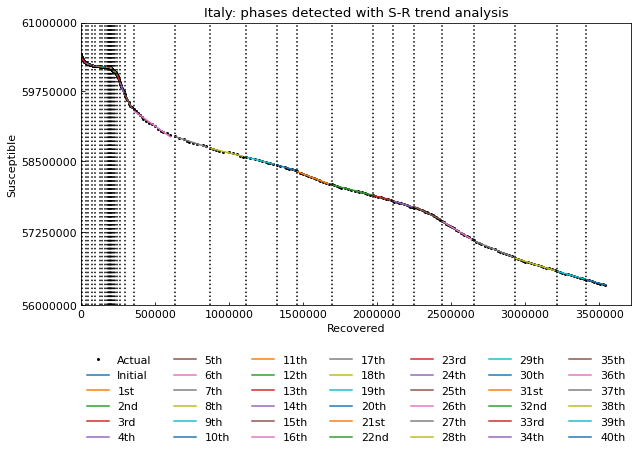 Italy: phases detected with S-R trend analysis
61000000
59750000
58500000
57250000
56000000
Susceptible
0 500000 1000000 1500000 2000000 2500000 3000000 3500000
Recovered
Actual 5th 11th 17th 23rd 29th 35th
Initial 6th 12th 18th 24th 30th 36th
1st 7th 13th 19th 25th 31st 37th
2nd 8th 14th 20th 26th 32nd 38th
3rd 9th 15th 21st 27th 33rd 39th
4th 10th 16th 22nd 28th 34th 40th